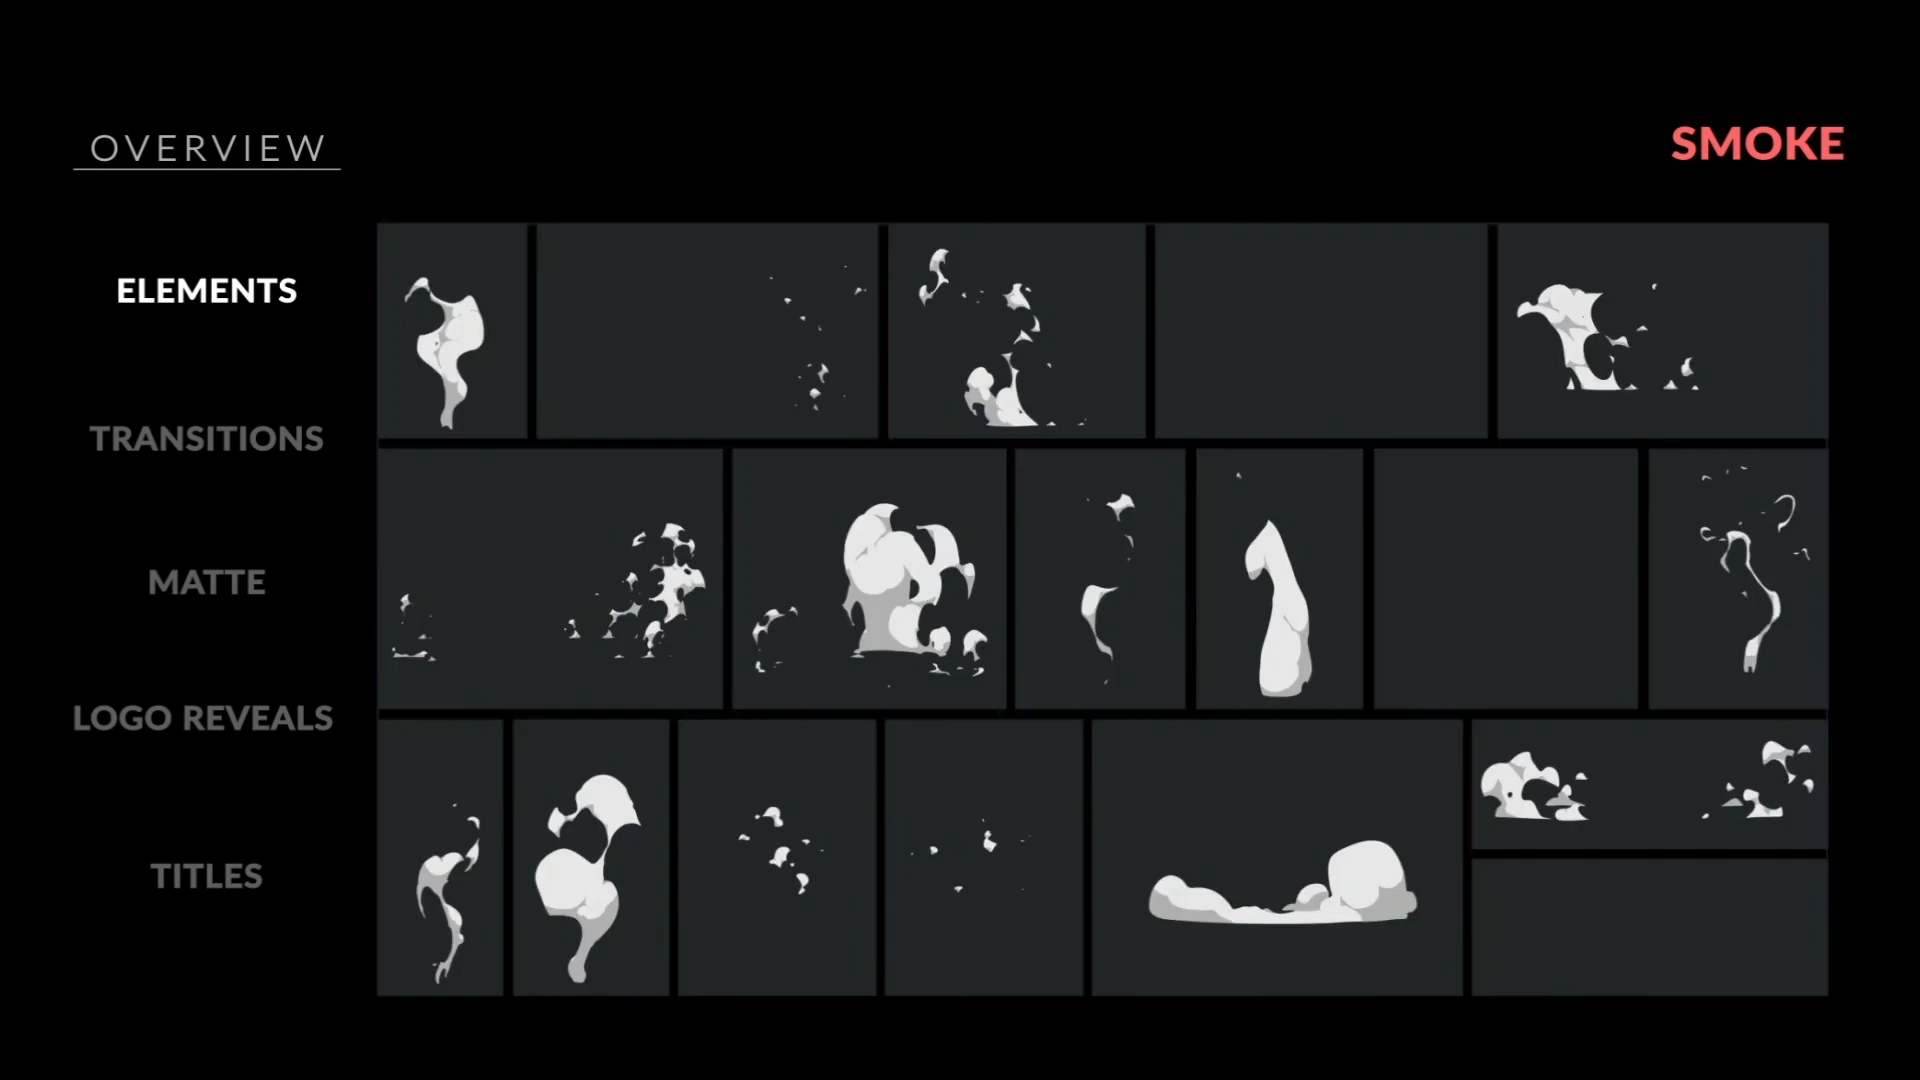 OVERVIEW
SMOKE
ELEMENTS
TRANSITIONS
MATTE
LOGO REVEALS
TITLES